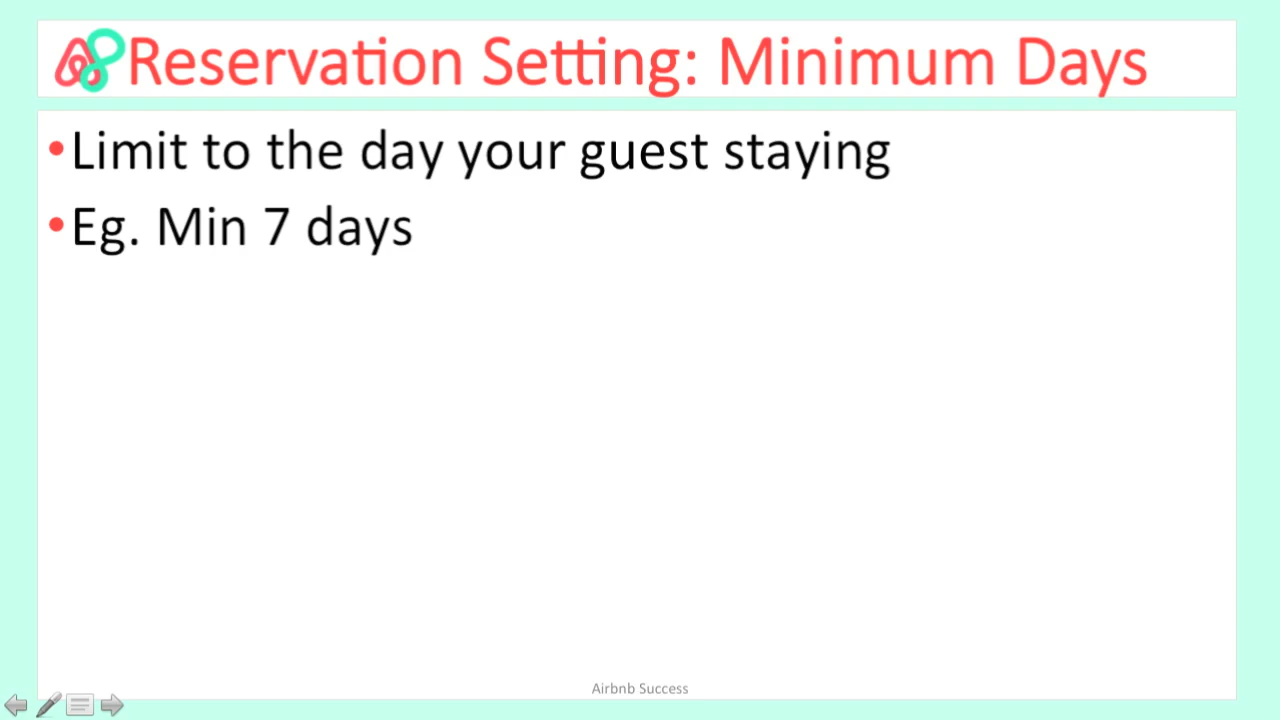 Reservation Setting: Minimum Days
•Limit to the day your guest staying
•Eg. Min 7 days
Airbnb Success